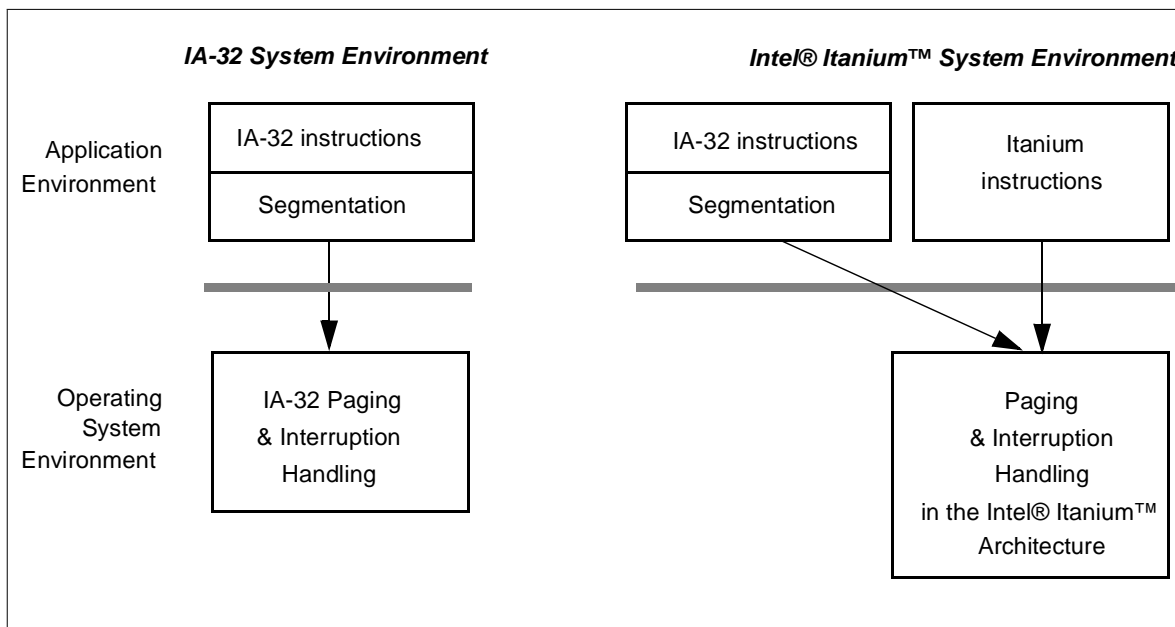 IA-32 System Environment
Intel® Itanium™ System Environment
Application
Environment
IA-32 instructions
Segmentation
IA-32 instructions
Segmentation
Itanium
instructions
Operating
System
Environment
IA-32 Paging
& Interruption
Handling
Paging
& Interruption
Handling
in the Intel® Itanium™
Architecture